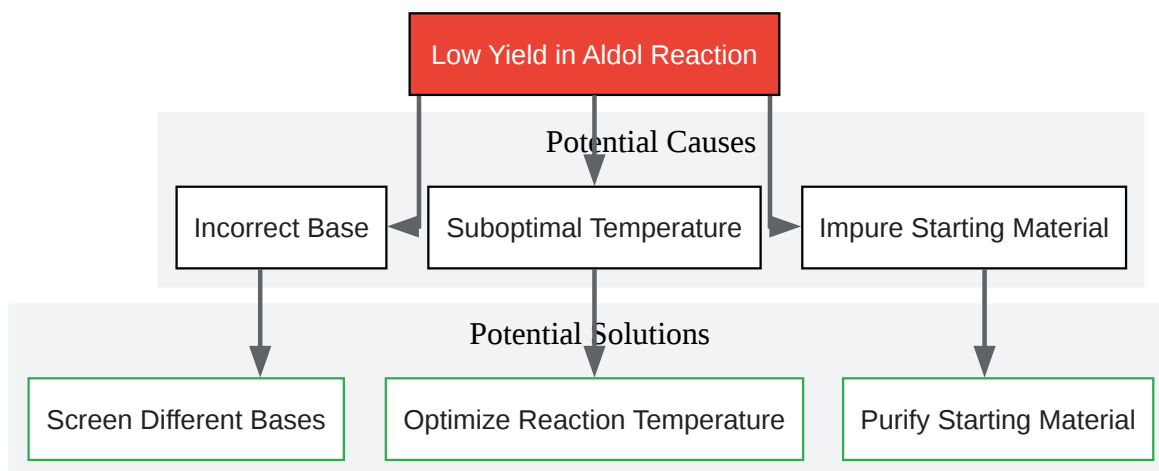 Low Yield in Aldol Reaction
Potential Causes
Incorrect Base
Suboptimal Temperature
Impure Starting Material
Potential Solutions
Screen Different Bases
Optimize Reaction Temperature
Purify Starting Material